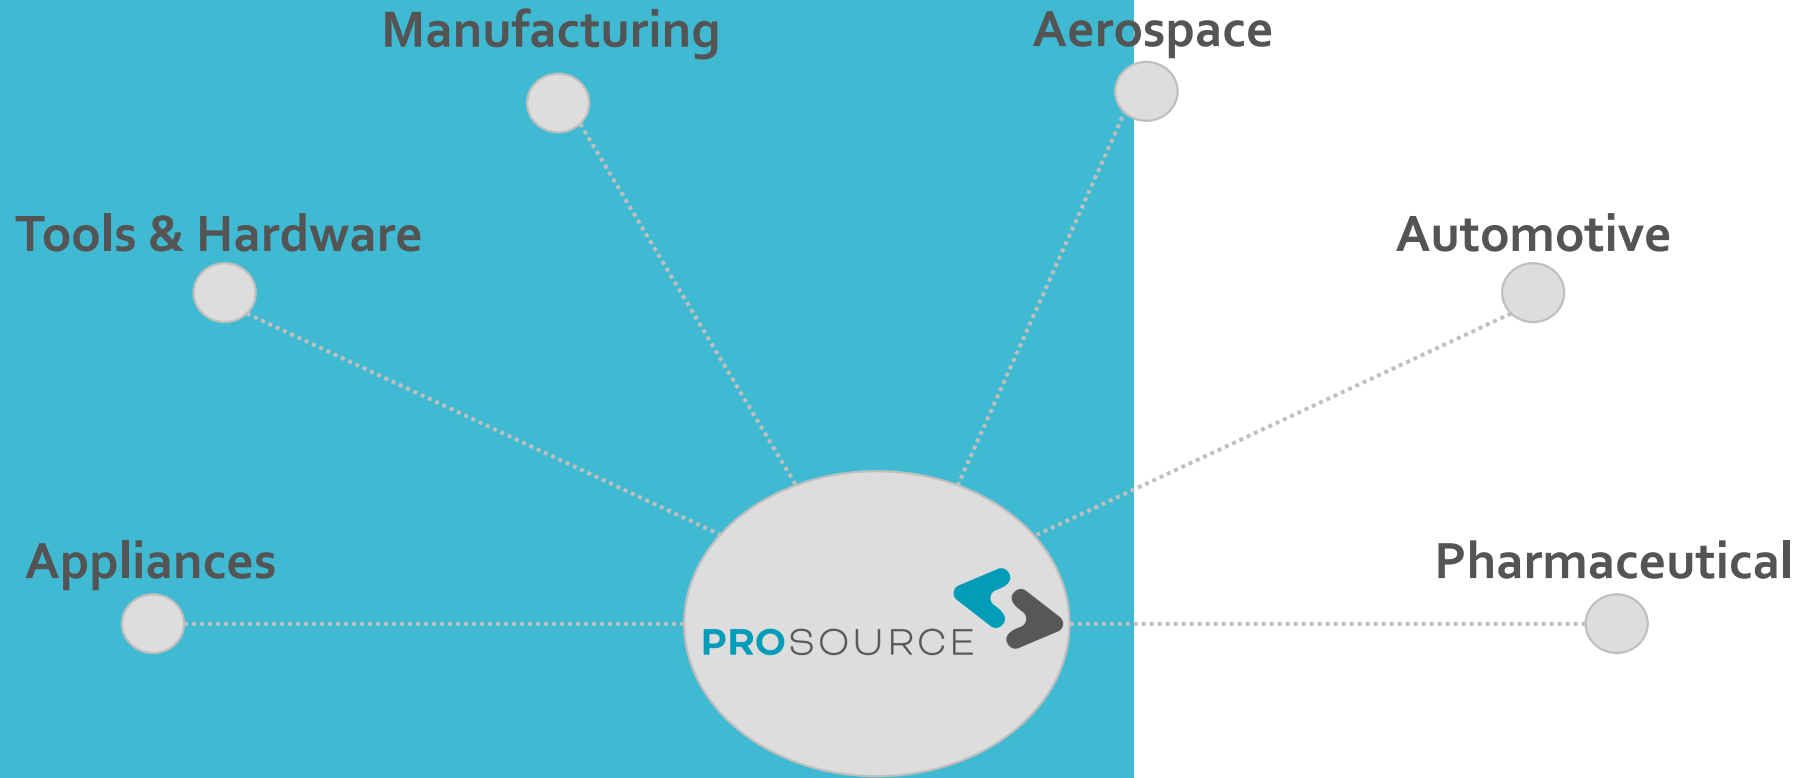 Manufacturing
Aerospace
Tools & Hardware
Automotive
Appliances
Pharmaceutical
PROSOURCE